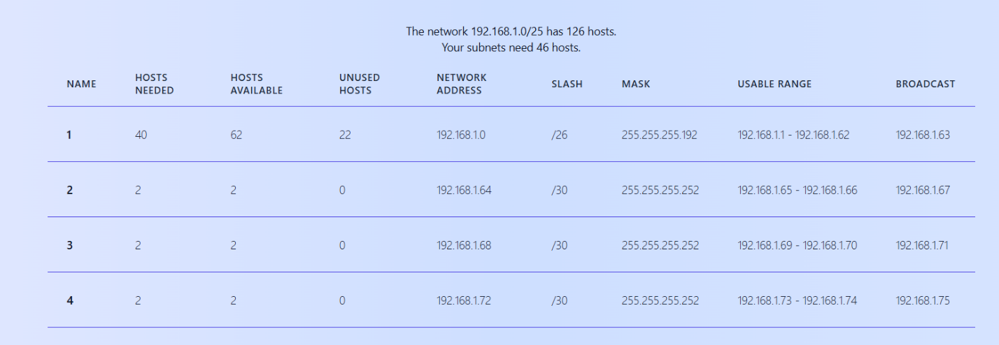 The network 192.168.1.0/25 has 126 hosts.
Your subnets need 46 hosts.
NAME HOSTS NEEDED HOSTS AVAILABLE UNUSED HOSTS NETWORK ADDRESS SLASH MASK USABLE RANGE BROADCAST
1 40 62 22 192.168.1.0 /26 255.255.255.192 192.168.1.1 - 192.168.1.62 192.168.1.63
2 2 2 0 192.168.1.64 /30 255.255.255.252 192.168.1.65 - 192.168.1.66 192.168.1.67
3 2 2 0 192.168.1.68 /30 255.255.255.252 192.168.1.69 - 192.168.1.70 192.168.1.71
4 2 2 0 192.168.1.72 /30 255.255.255.252 192.168.1.73 - 192.168.1.74 192.168.1.75